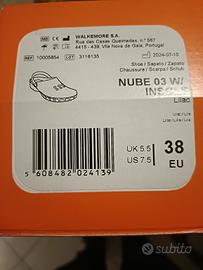 WALKEMORE S.A.
Rua das Casas Queimadas, n.º 567
4415 - 439, Vila Nova de Gaia, Portugal
REF 10005854 LOT 3116135
2024-07-10
Shoe / Sapato / Zapato
Chaussure / Scarpa / Schuh
NUBE 03 W/
INSOLE
Lilac
UK 5.5
US 7.5
38
EU
5 608482 024139
subito